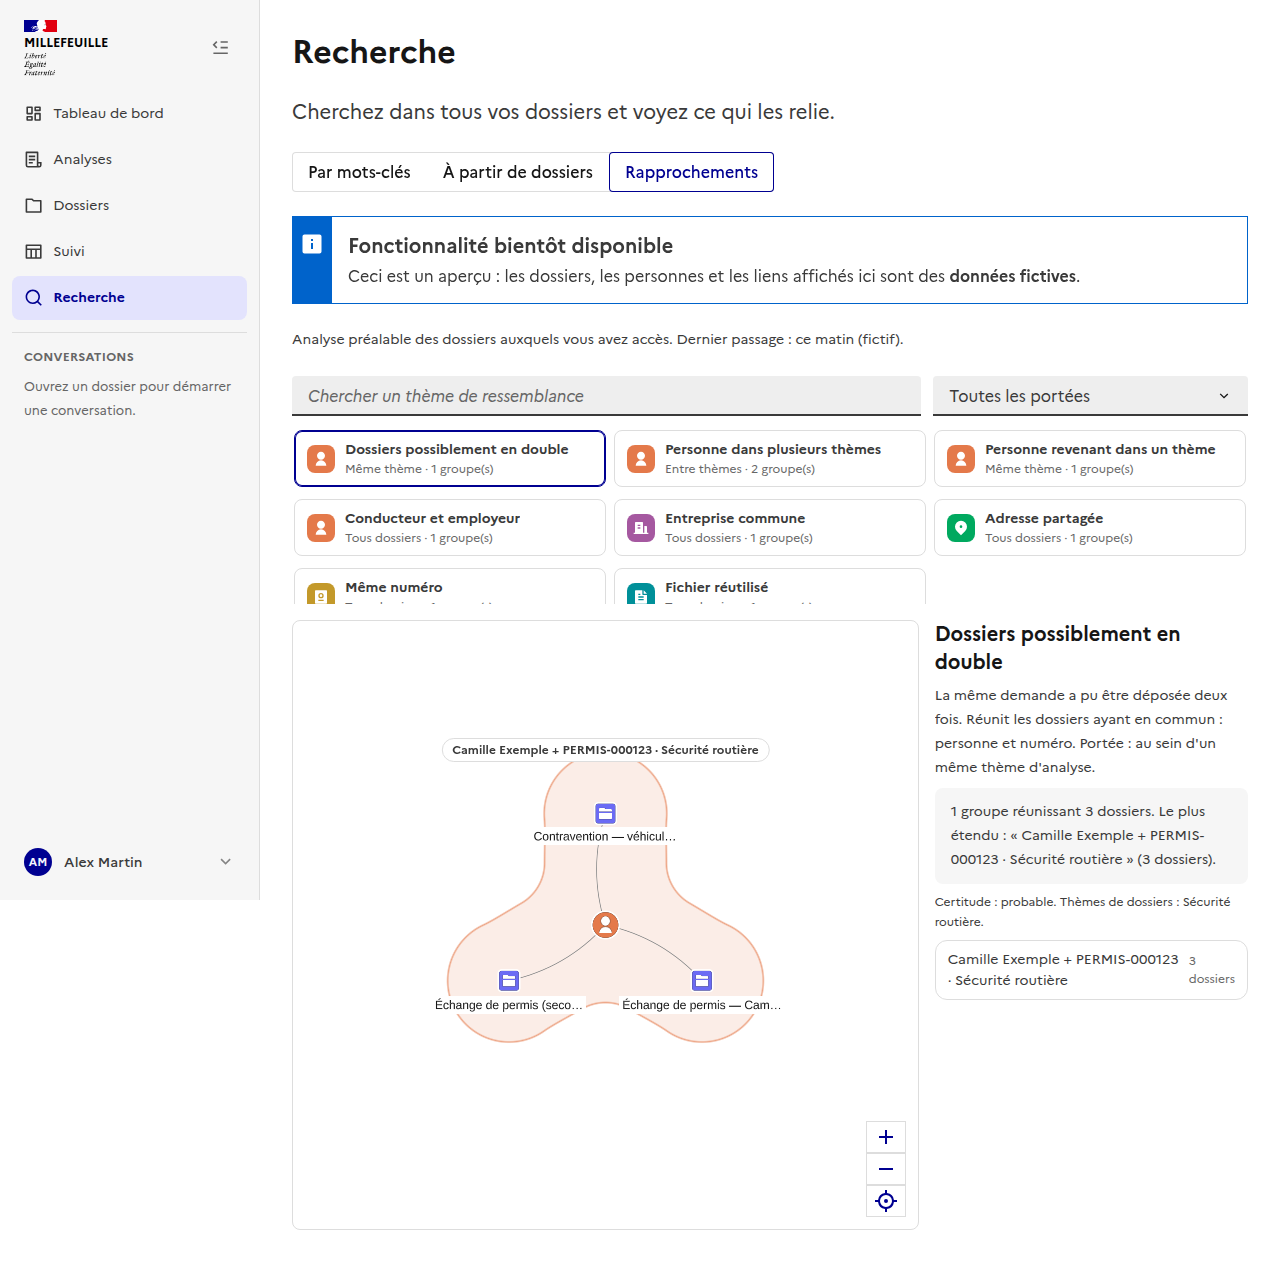 MILLEFEUILLE
Liberté
Égalité
Fraternité
Tableau de bord
Analyses
Dossiers
Suivi
Recherche
CONVERSATIONS
Ouvrez un dossier pour démarrer
une conversation.
AM
Alex Martin
Recherche
Cherchez dans tous vos dossiers et voyez ce qui les relie.
Par mots-clés
À partir de dossiers
Rapprochements
Fonctionnalité bientôt disponible
Ceci est un aperçu : les dossiers, les personnes et les liens affichés ici sont des données fictives.
Analyse préalable des dossiers auxquels vous avez accès. Dernier passage : ce matin (fictif).
Chercher un thème de ressemblance
Toutes les portées
Dossiers possiblement en double
Même thème · 1 groupe(s)
Personne dans plusieurs thèmes
Entre thèmes · 2 groupe(s)
Personne revenant dans un thème
Même thème · 1 groupe(s)
Conducteur et employeur
Tous dossiers · 1 groupe(s)
Entreprise commune
Tous dossiers · 1 groupe(s)
Adresse partagée
Tous dossiers · 1 groupe(s)
Même numéro
Fichier réutilisé
Camille Exemple + PERMIS-000123 · Sécurité routière
Contravention — véhicul…
Échange de permis (seco…
Échange de permis — Cam…
Dossiers possiblement en
double
La même demande a pu être déposée deux
fois. Réunit les dossiers ayant en commun :
personne et numéro. Portée : au sein d'un
même thème d'analyse.
1 groupe réunissant 3 dossiers. Le plus
étendu : « Camille Exemple + PERMIS-
000123 · Sécurité routière » (3 dossiers).
Certitude : probable. Thèmes de dossiers : Sécurité
routière.
Camille Exemple + PERMIS-000123
· Sécurité routière
3
dossiers